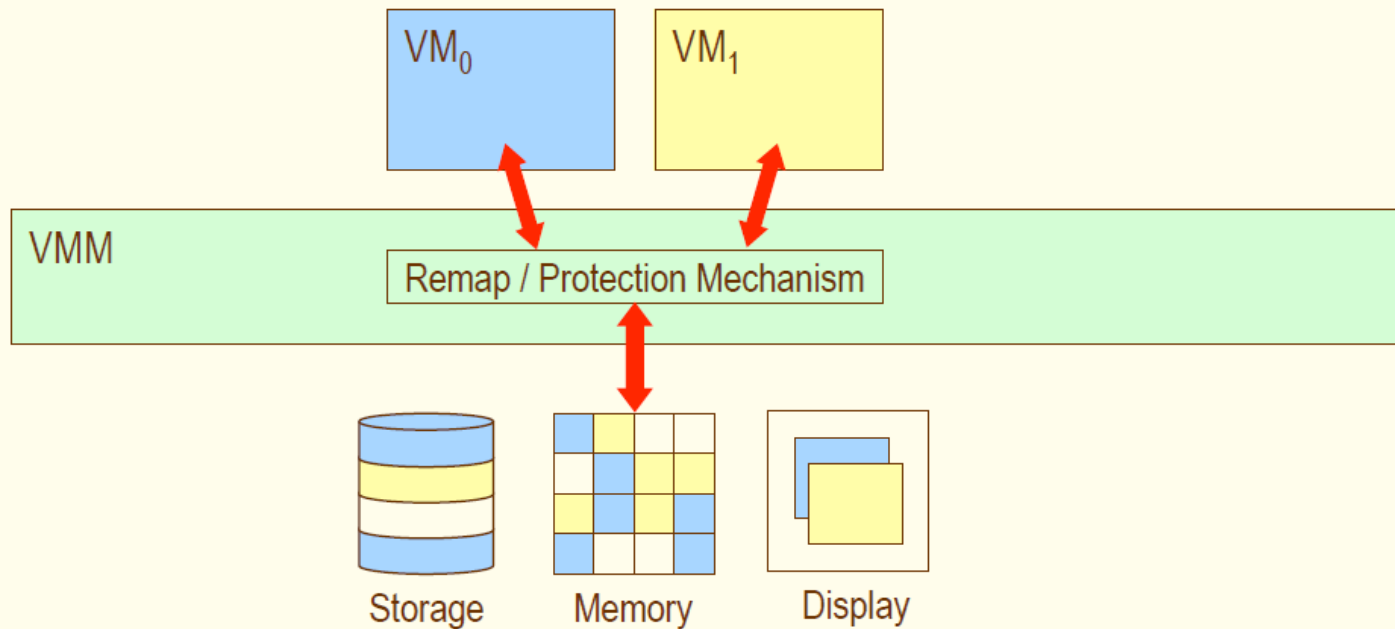 VM₀
VM₁
VMM
Remap / Protection Mechanism
Storage
Memory
Display